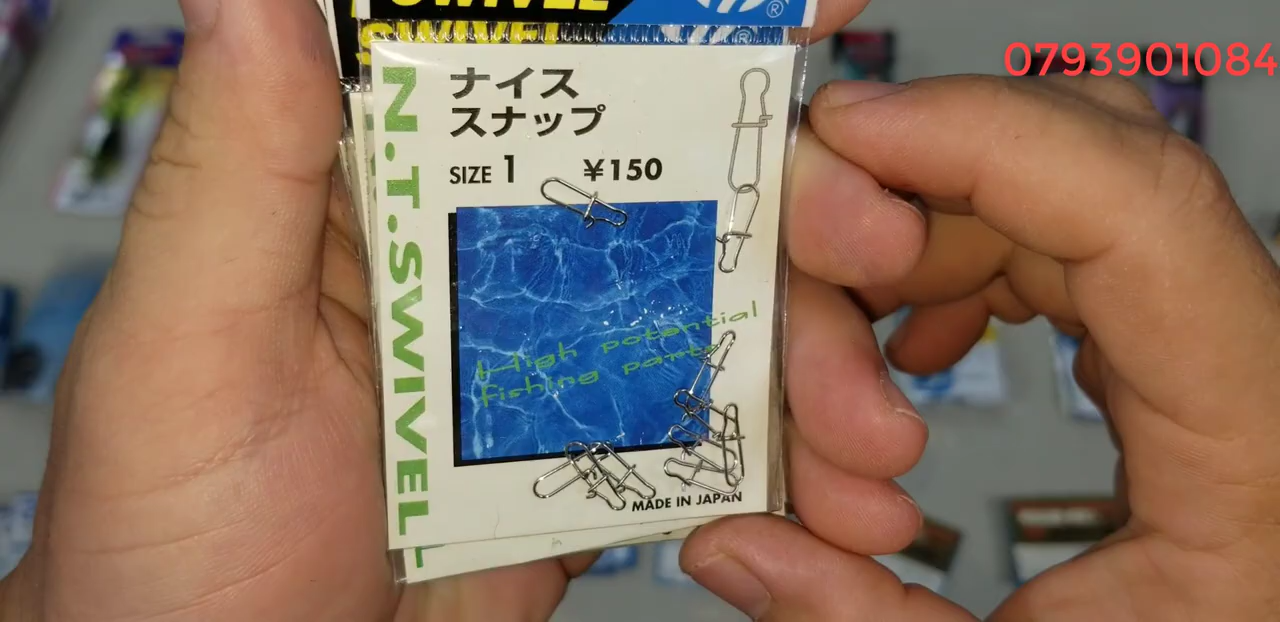 SWIVEL
®
SWIVEL
®
0793901084
N.T.SWIVEL
ナイス
スナップ
SIZE 1 ¥150
High potential
fishing parts
MADE IN JAPAN
L